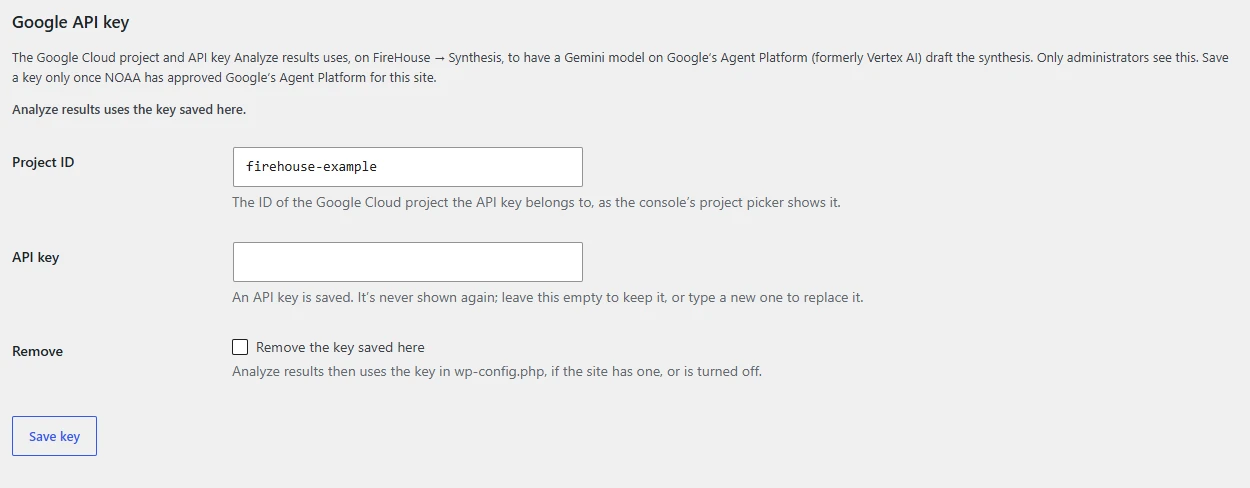 Google API key
The Google Cloud project and API key Analyze results uses, on FireHouse → Synthesis, to have a Gemini model on Google's Agent Platform (formerly Vertex AI) draft the synthesis. Only administrators see this. Save
a key only once NOAA has approved Google's Agent Platform for this site.
Analyze results uses the key saved here.
Project ID
firehouse-example
The ID of the Google Cloud project the API key belongs to, as the console's project picker shows it.
API key
An API key is saved. It's never shown again; leave this empty to keep it, or type a new one to replace it.
Remove
Remove the key saved here
Analyze results then uses the key in wp-config.php, if the site has one, or is turned off.
Save key